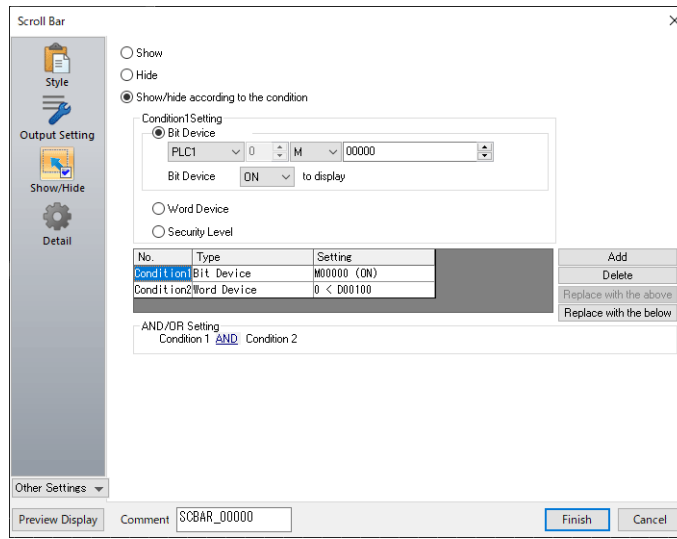 Scroll Bar
Style
Output Setting
Show/Hide
Detail
Other Settings
Show
Hide
Show/hide according to the condition
Condition1Setting
Bit Device
PLC1 0 M 00000
Bit Device ON to display
Word Device
Security Level
No. Type Setting
Condition1 Bit Device M00000 (ON)
Condition2 Word Device 0 < D00100
Add
Delete
Replace with the above
Replace with the below
AND/OR Setting
Condition 1 AND Condition 2
Preview Display Comment SCBAR_00000 Finish Cancel